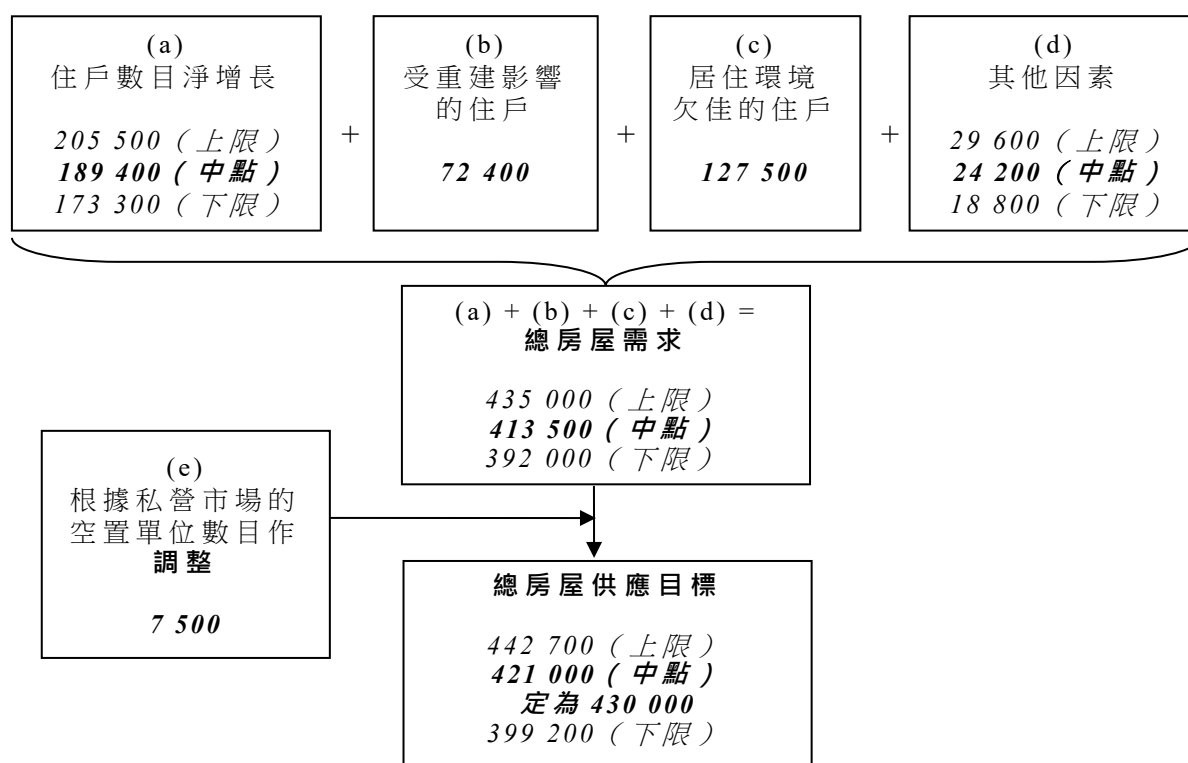 (a)
住戶數目淨增長
205 500（上限）
189 400（中點）
173 300（下限）
+
(b)
受重建影響
的住戶
72 400
+
(c)
居住環境
欠佳的住戶
127 500
+
(d)
其他因素
29 600（上限）
24 200（中點）
18 800（下限）
(a) + (b) + (c) + (d) =
總房屋需求
435 000（上限）
413 500（中點）
392 000（下限）
(e)
根據私營市場的
空置單位數目作
調整
7 500
總房屋供應目標
442 700（上限）
421 000（中點）
定為 430 000
399 200（下限）